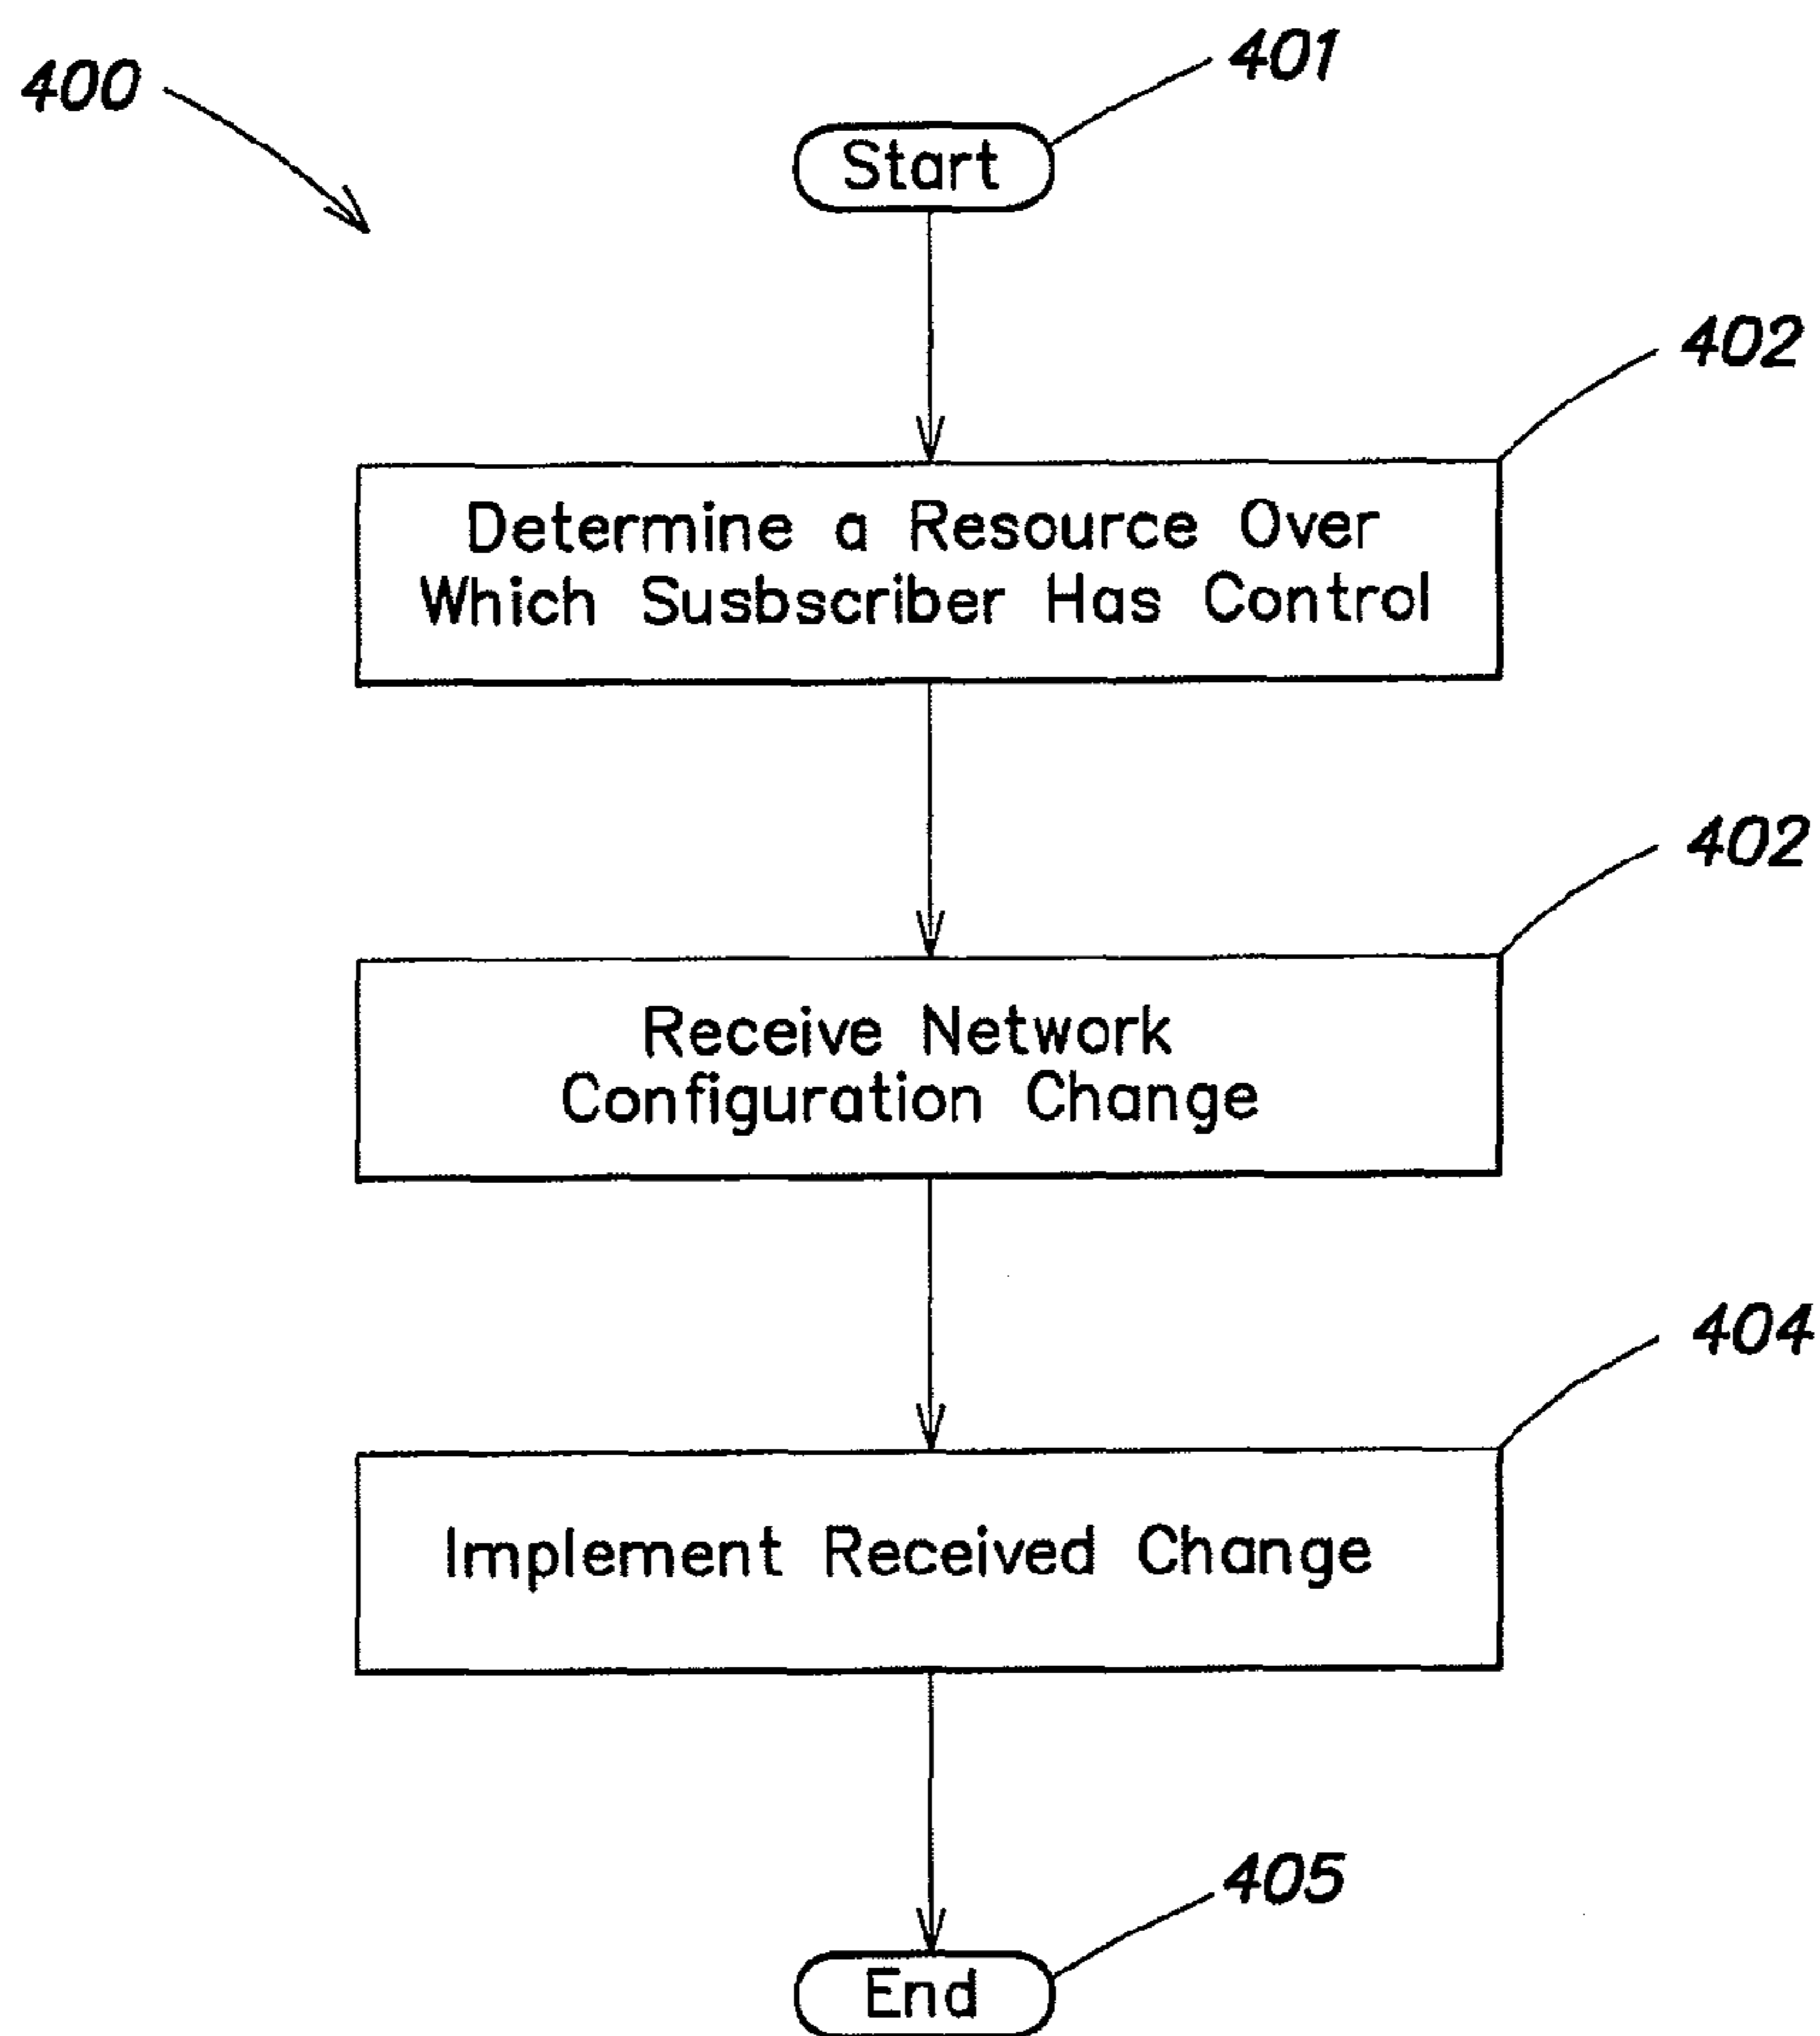 400
401
Start
402
Determine a Resource Over
Which Susbscriber Has Control
402
Receive Network
Configuration Change
404
Implement Received Change
405
End